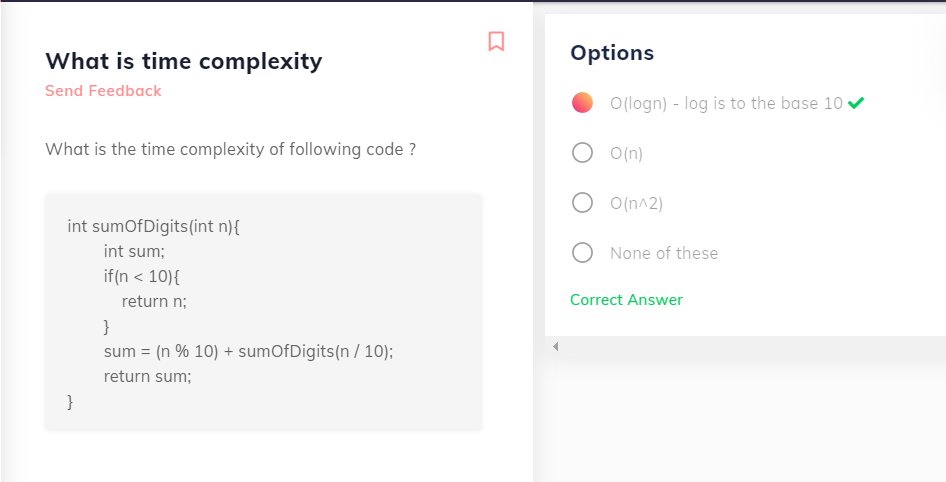 What is time complexity
Send Feedback
What is the time complexity of following code ?
int sumOfDigits(int n){
int sum;
if(n < 10){
return n;
}
sum = (n % 10) + sumOfDigits(n / 10);
return sum;
}
Options
O(logn) - log is to the base 10
O(n)
O(n^2)
None of these
Correct Answer